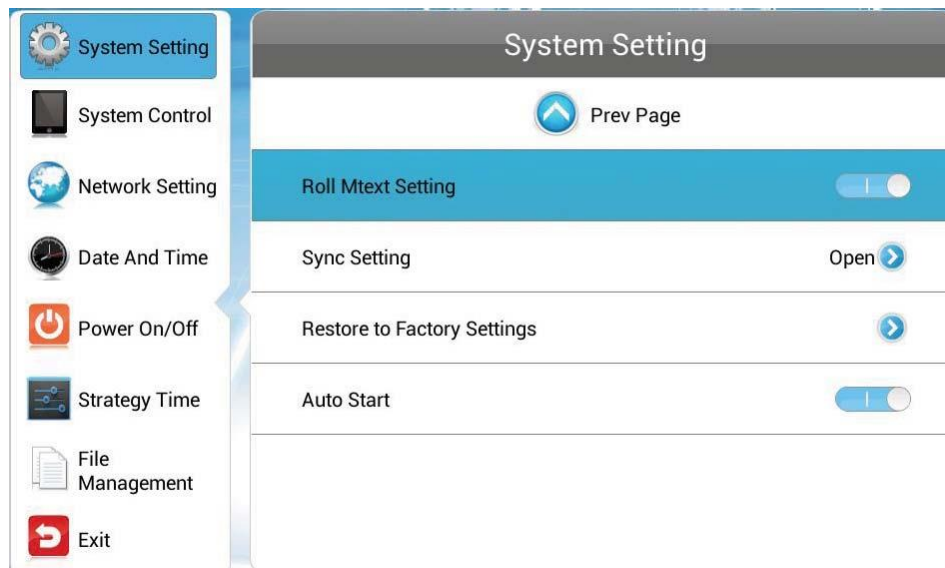 System Setting
System Control
Network Setting
Date And Time
Power On/Off
Strategy Time
File
Management
Exit
System Setting
Prev Page
Roll Mtext Setting
Sync Setting
Open
Restore to Factory Settings
Auto Start